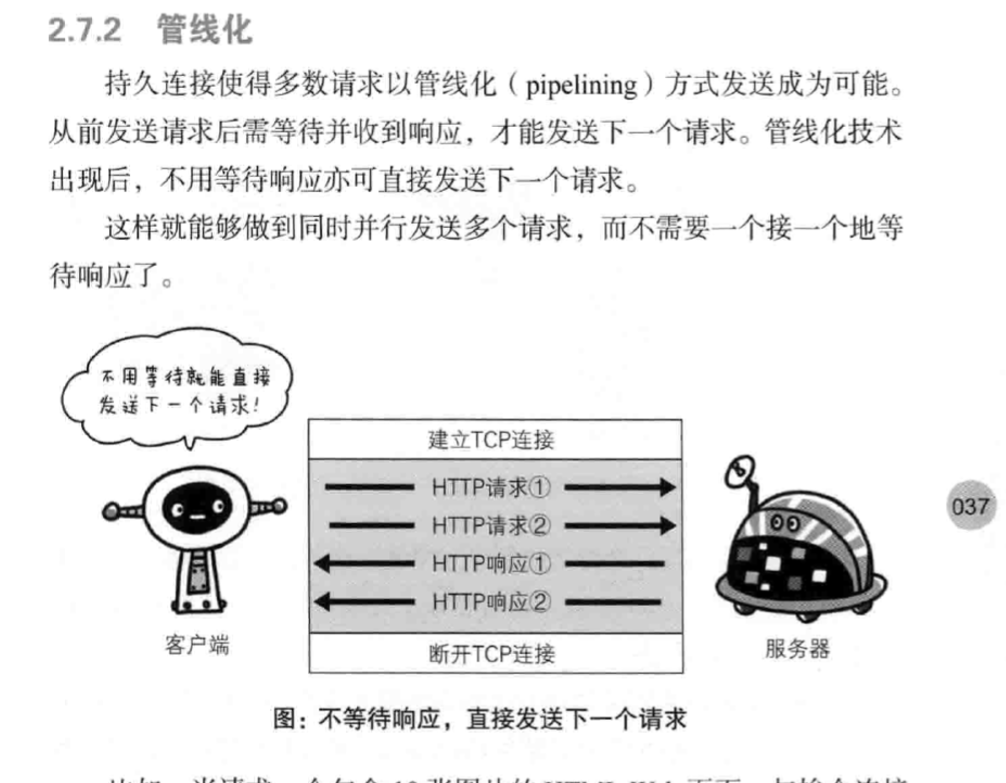 2.7.2 管线化
持久连接使得多数请求以管线化（pipelining）方式发送成为可能。
从前发送请求后需等待并收到响应，才能发送下一个请求。管线化技术
出现后，不用等待响应亦可直接发送下一个请求。
这样就能够做到同时并行发送多个请求，而不需要一个接一个地等
待响应了。
不用等待就能直接
发送下一个请求！
建立TCP连接
HTTP请求①
HTTP请求②
HTTP响应①
HTTP响应②
断开TCP连接
客户端
服务器
037
图：不等待响应，直接发送下一个请求